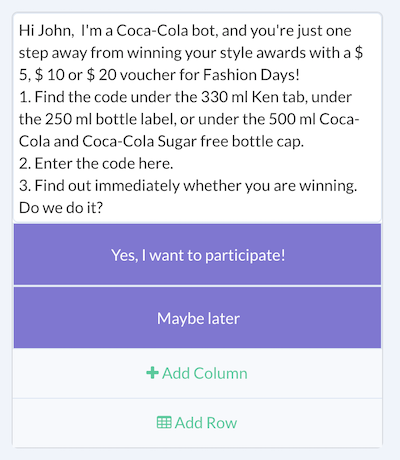 Hi John,  I'm a Coca-Cola bot, and you're just one
step away from winning your style awards with a $
5, $ 10 or $ 20 voucher for Fashion Days!
1. Find the code under the 330 ml Ken tab, under
the 250 ml bottle label, or under the 500 ml Coca-
Cola and Coca-Cola Sugar free bottle cap.
2. Enter the code here.
3. Find out immediately whether you are winning.
Do we do it?
Yes, I want to participate!
Maybe later
Add Column
Add Row